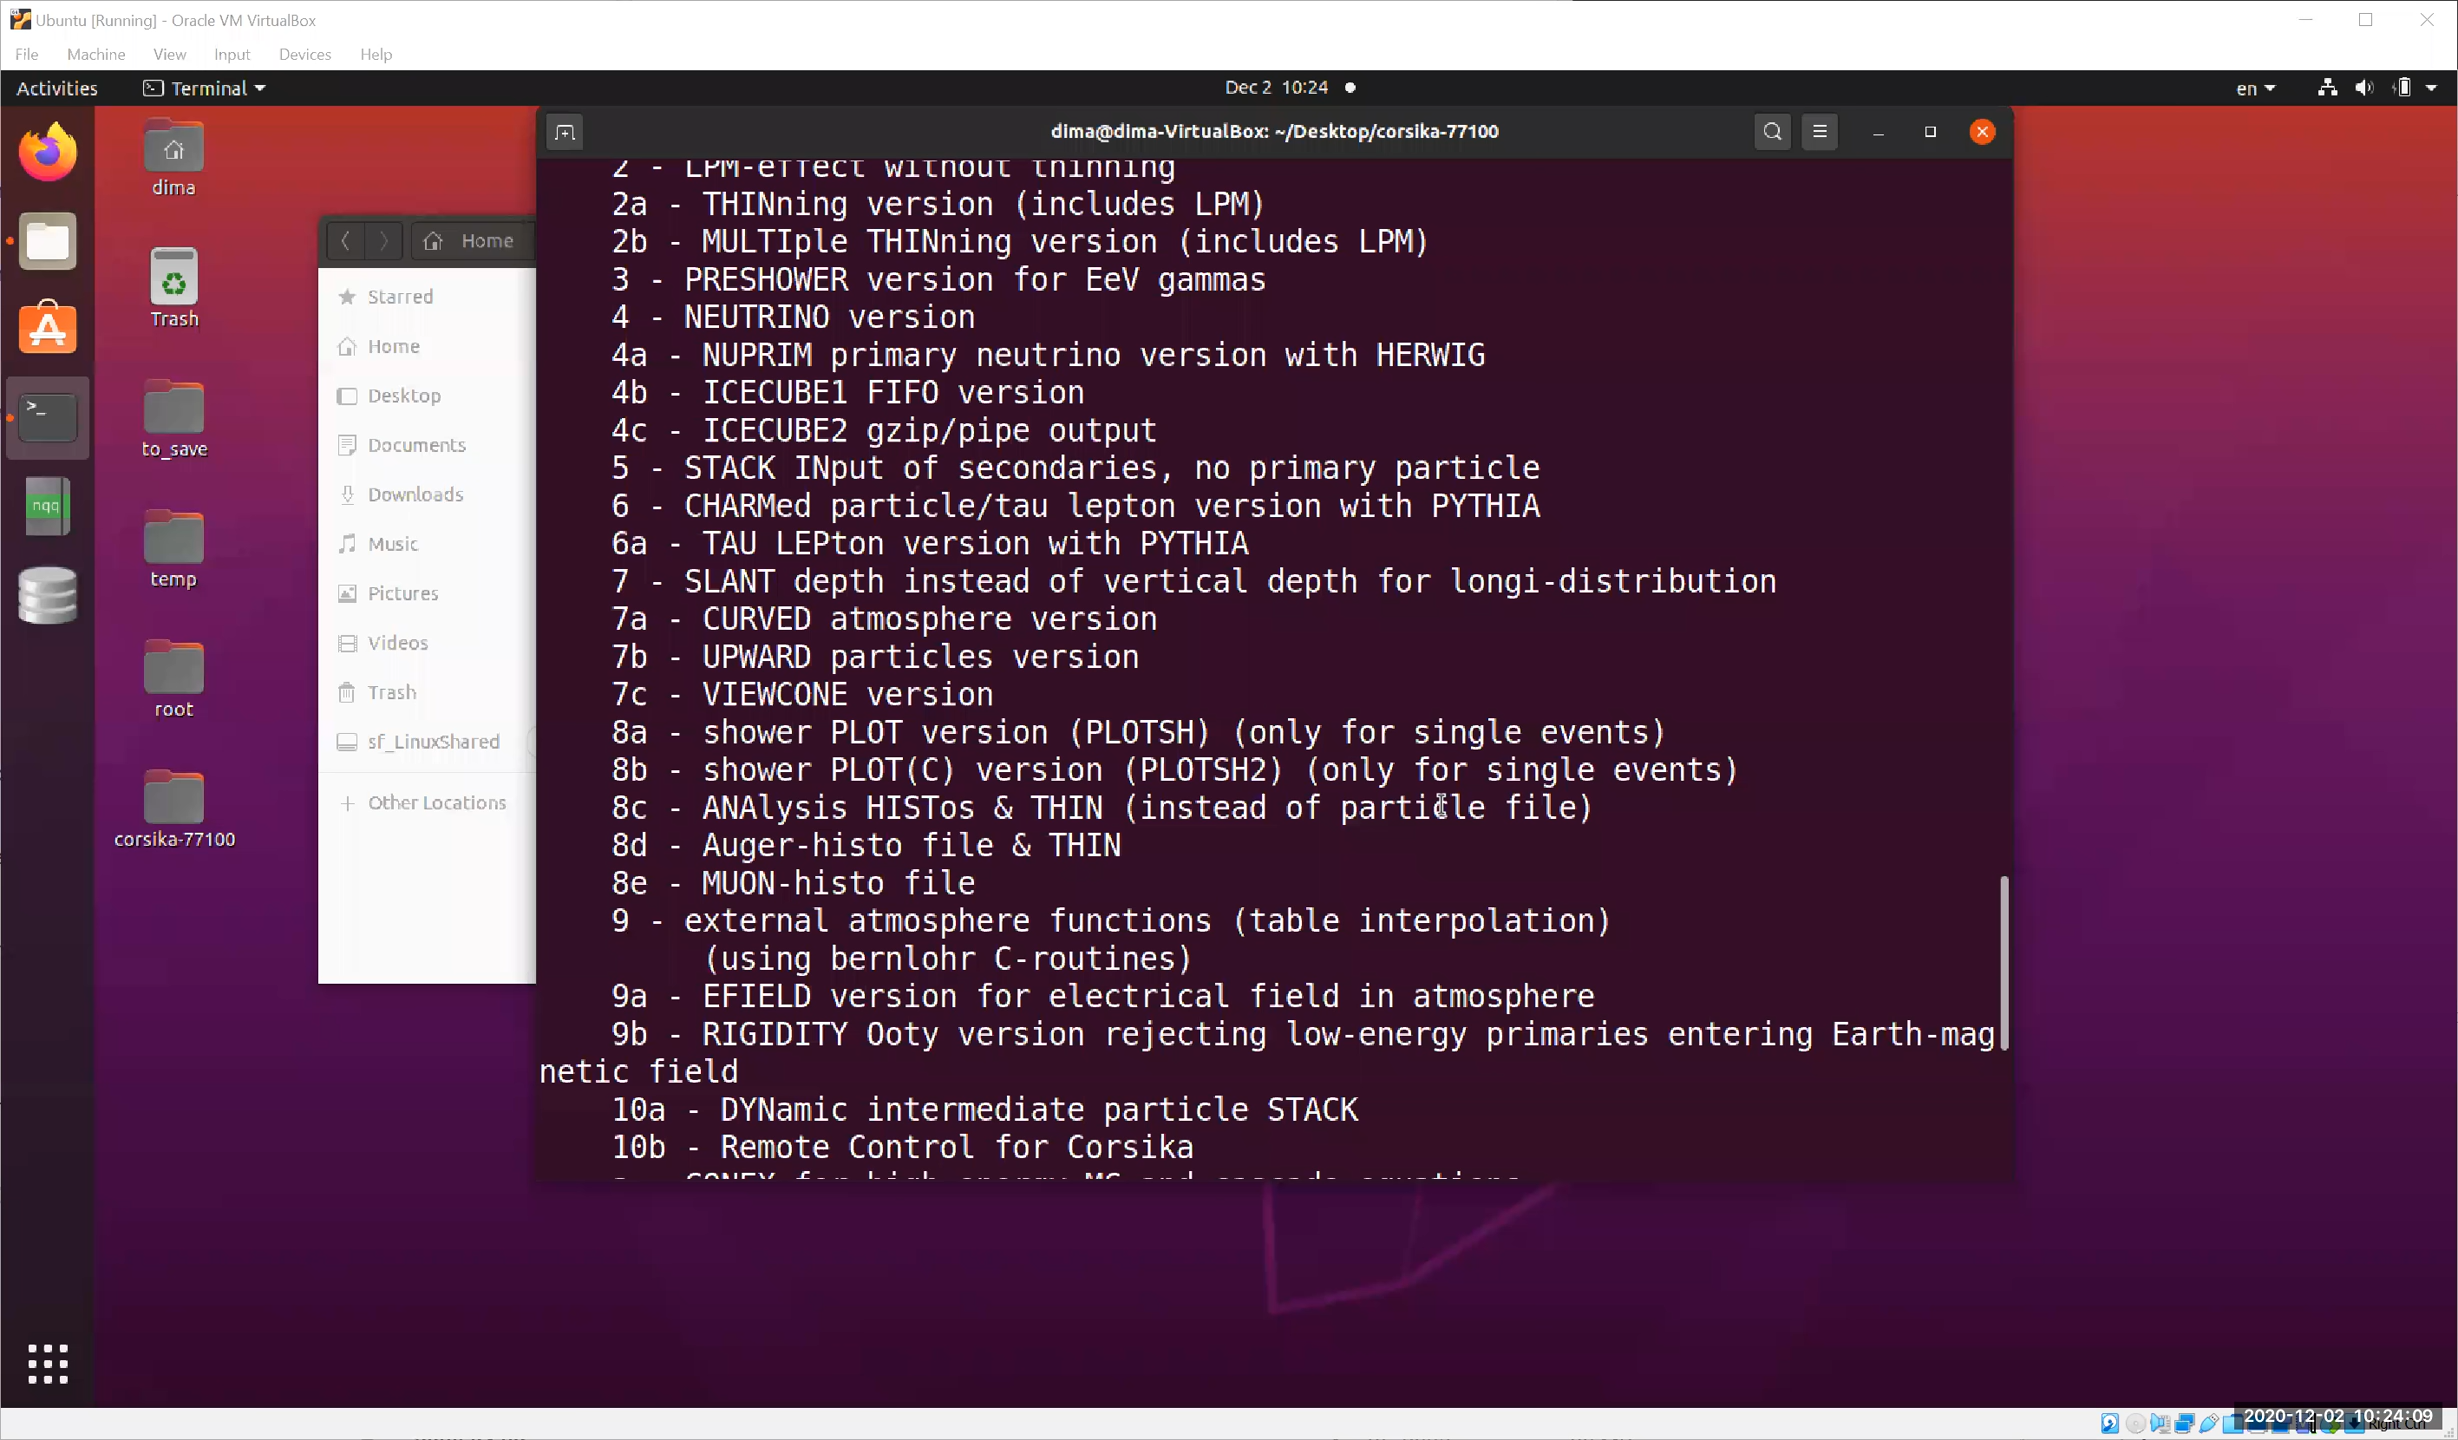 Ubuntu [Running] - Oracle VM VirtualBox
File Machine View Input Devices Help
Activities Terminal Dec 2 10:24 en
dima@dima-VirtualBox: ~/Desktop/corsika-77100
dima
Trash
to_save
temp
root
corsika-77100
nqq
Home
Starred
Home
Desktop
Documents
Downloads
Music
Pictures
Videos
Trash
sf_LinuxShared
+ Other Locations
2 - LPM-effect without thinning
2a - THINning version (includes LPM)
2b - MULTIple THINning version (includes LPM)
3 - PRESHOWER version for EeV gammas
4 - NEUTRINO version
4a - NUPRIM primary neutrino version with HERWIG
4b - ICECUBE1 FIFO version
4c - ICECUBE2 gzip/pipe output
5 - STACK INput of secondaries, no primary particle
6 - CHARMed particle/tau lepton version with PYTHIA
6a - TAU LEPton version with PYTHIA
7 - SLANT depth instead of vertical depth for longi-distribution
7a - CURVED atmosphere version
7b - UPWARD particles version
7c - VIEWCONE version
8a - shower PLOT version (PLOTSH) (only for single events)
8b - shower PLOT(C) version (PLOTSH2) (only for single events)
8c - ANAlysis HISTos & THIN (instead of particle file)
8d - Auger-histo file & THIN
8e - MUON-histo file
9 - external atmosphere functions (table interpolation)
(using bernlohr C-routines)
9a - EFIELD version for electrical field in atmosphere
9b - RIGIDITY Ooty version rejecting low-energy primaries entering Earth-mag
netic field
10a - DYNamic intermediate particle STACK
10b - Remote Control for Corsika
2020-12-02 10:24:09
Right Ctrl